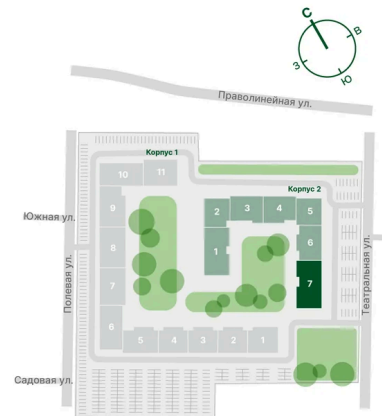 С
В
З
Ю
Праволинейная ул.
Корпус 1
10
11
Корпус 2
9
2
3
4
5
Южная ул.
8
1
6
Полевая ул.
7
7
Театральная ул.
6
5
4
3
2
1
Садовая ул.